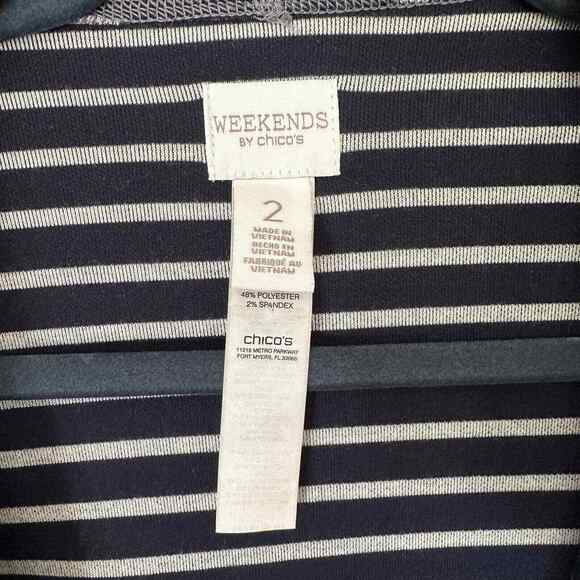 WEEKENDS
BY chico's
2
MADE IN
VIETNAM
HECHO EN
VIETNAM
FABRIQUÉ AU
VIETNAM
48% POLYESTER
2% SPANDEX
chico's
11215 METRO PARKWAY
FORT MYERS, FL 33966